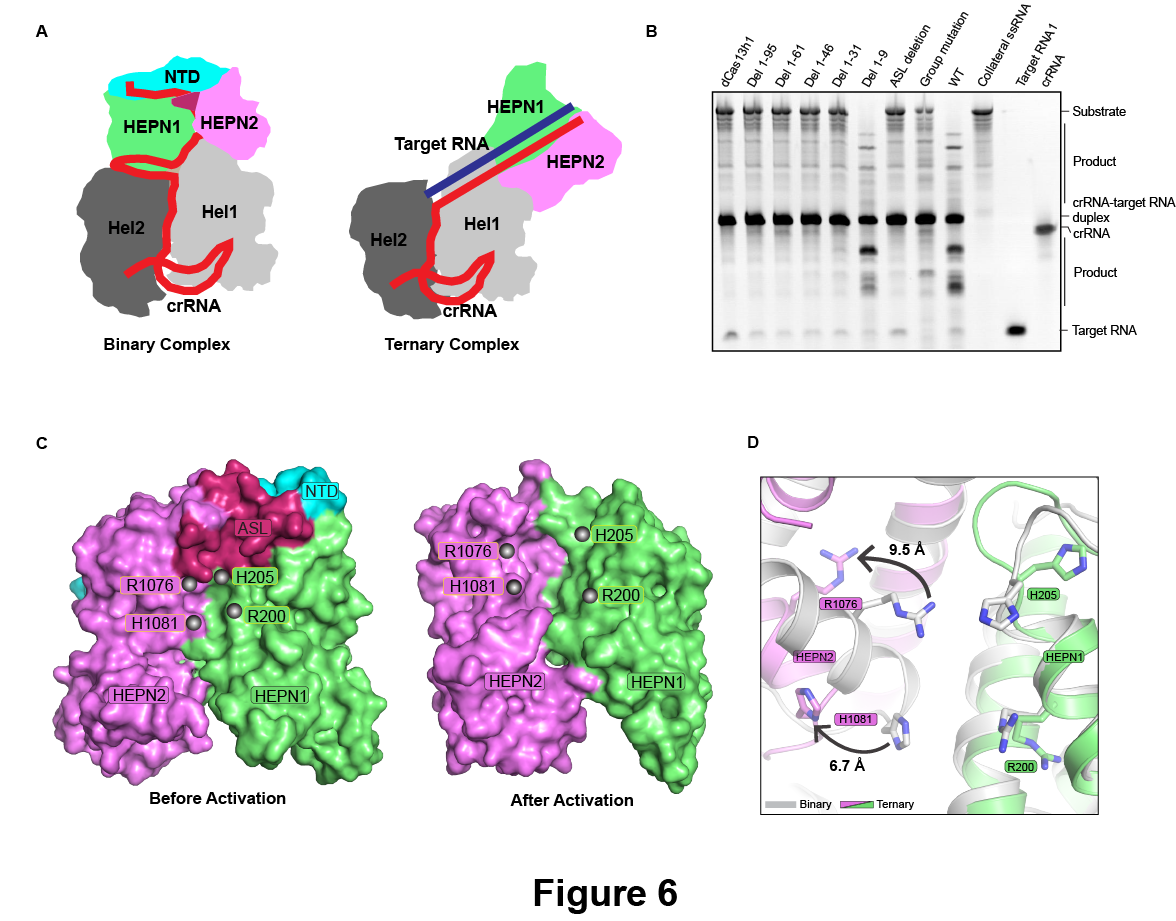 A
NTD
HEPN1
HEPN2
Hel2
Hel1
crRNA
Binary Complex
HEPN1
Target RNA
HEPN2
Hel2
Hel1
crRNA
Ternary Complex
B
dCas13h1
Del 1-95
Del 1-61
Del 1-46
Del 1-31
Del 1-9
ASL deletion
Group mutation
WT
Collateral ssRNA
Target RNA1
crRNA
Substrate
Product
crRNA-target RNA
duplex
crRNA
Product
Target RNA
C
NTD
ASL
R1076
H205
H1081
R200
HEPN2
HEPN1
Before Activation
H205
R1076
H1081
R200
HEPN2
HEPN1
After Activation
D
9.5 Å
R1076
H205
HEPN2
HEPN1
H1081
6.7 Å
R200
Binary
Ternary
Figure 6